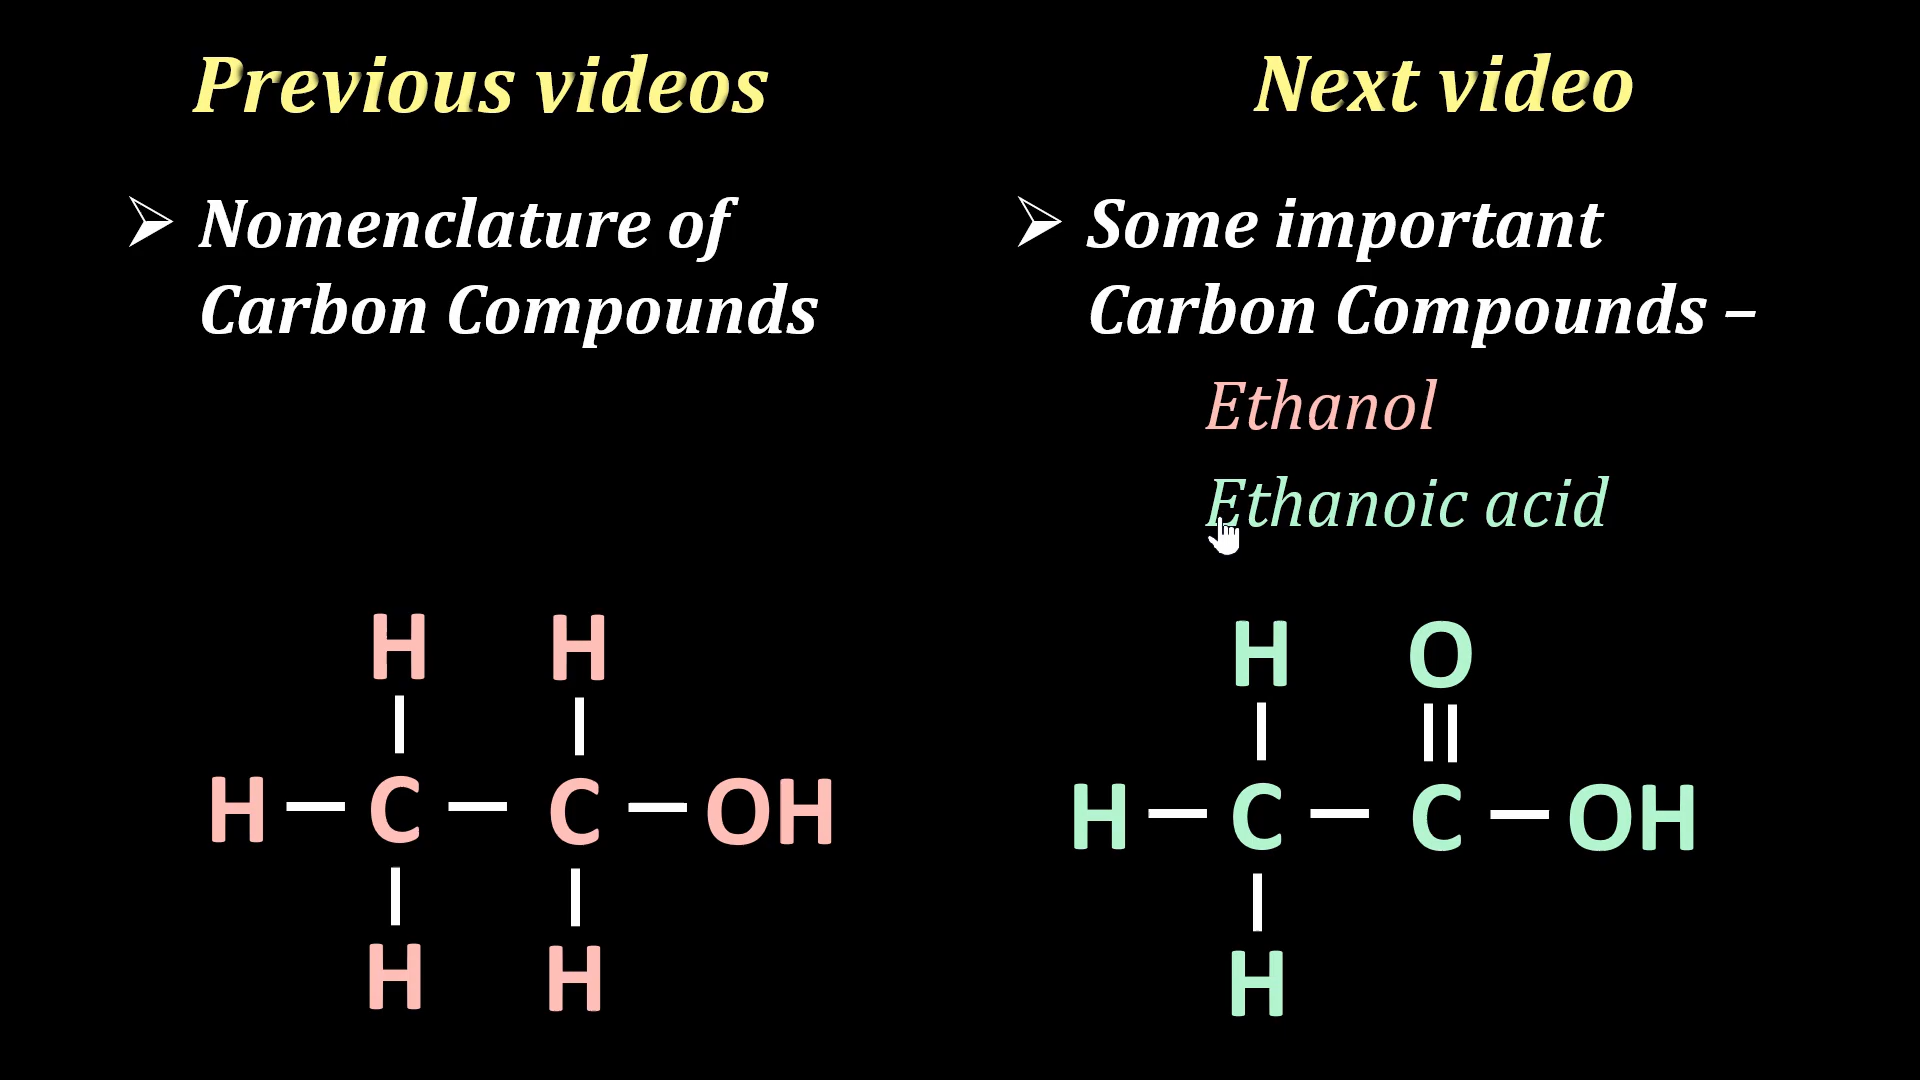 Previous videos
Nomenclature of
Carbon Compounds
Next video
Some important
Carbon Compounds –
Ethanol
Ethanoic acid
H H
H C C OH
H H
H O
H C C OH
H